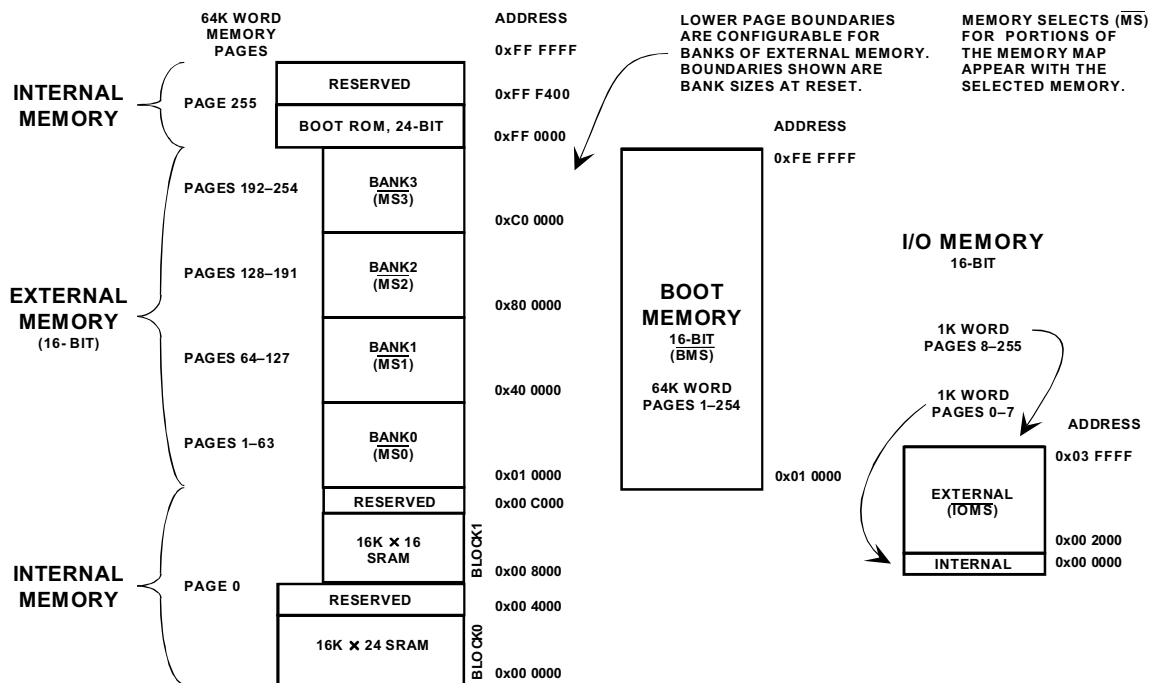 64K WORD
MEMORY
PAGES
ADDRESS
0xFF FFFF
INTERNAL
MEMORY
PAGE 255
RESERVED
0xFF F400
BOOT ROM, 24-BIT
0xFF 0000
EXTERNAL
MEMORY
(16- BIT)
PAGES 192–254
BANK3
(MS3)
0xC0 0000
PAGES 128–191
BANK2
(MS2)
0x80 0000
PAGES 64–127
BANK1
(MS1)
0x40 0000
PAGES 1–63
BANK0
(MS0)
0x01 0000
INTERNAL
MEMORY
PAGE 0
RESERVED
0x00 C000
16K × 16
SRAM
BLOCK1
0x00 8000
RESERVED
0x00 4000
16K × 24 SRAM
BLOCK0
0x00 0000
LOWER PAGE BOUNDARIES
ARE CONFIGURABLE FOR
BANKS OF EXTERNAL MEMORY.
BOUNDARIES SHOWN ARE
BANK SIZES AT RESET.
MEMORY SELECTS (MS)
FOR PORTIONS OF
THE MEMORY MAP
APPEAR WITH THE
SELECTED MEMORY.
ADDRESS
0xFE FFFF
BOOT
MEMORY
16-BIT
(BMS)
64K WORD
PAGES 1–254
0x01 0000
I/O MEMORY
16-BIT
1K WORD
PAGES 8–255
1K WORD
PAGES 0–7
ADDRESS
0x03 FFFF
EXTERNAL
(IOMS)
0x00 2000
INTERNAL
0x00 0000